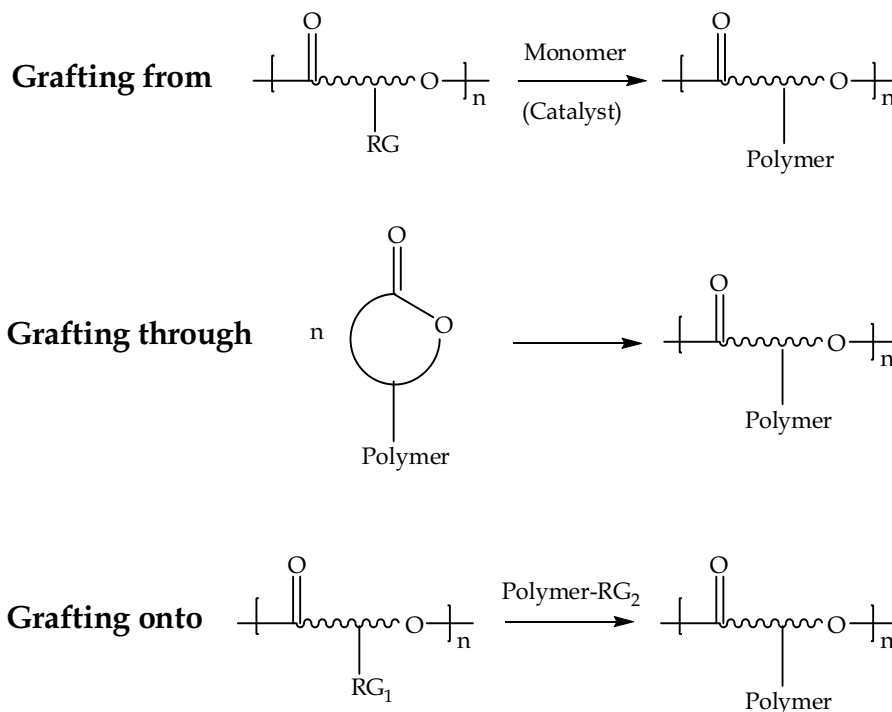 O O
Grafting from O n Monomer (Catalyst) O n
RG Polymer
O
Grafting through n O O O n
Polymer Polymer
O O
Grafting onto O n Polymer-RG₂ O n
RG₁ Polymer